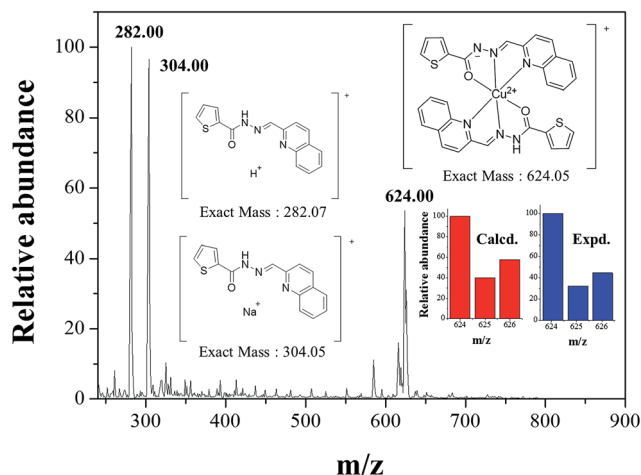 282.00
304.00
624.00
Relative abundance
100
80
60
40
20
0
300
400
500
600
700
800
900
m/z
S
O
NH
N
N
H+
+
Exact Mass : 282.07
S
O
NH
N
N
Na+
+
Exact Mass : 304.05
S
O
N
−
N
N
Cu2+
N
N
NH
O
S
+
Exact Mass : 624.05
Relative abundance
100
80
60
40
20
0
Calcd.
624
625
626
m/z
100
80
60
40
20
0
Expd.
624
625
626
m/z